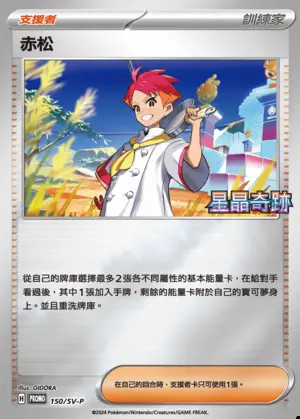 支援者
訓練家
赤松
星晶奇跡
從自己的牌庫選擇最多2張各不同屬性的基本能量卡,在給對手
看過後,其中1張加入手牌,剩餘的能量卡附於自己的寶可夢身
上。並且重洗牌庫。
Illus. GIDORA
H PROMO 150/SV-P
在自己的回合時,支援者卡只可使用1張。
©2024 Pokémon/Nintendo/Creatures/GAME FREAK.